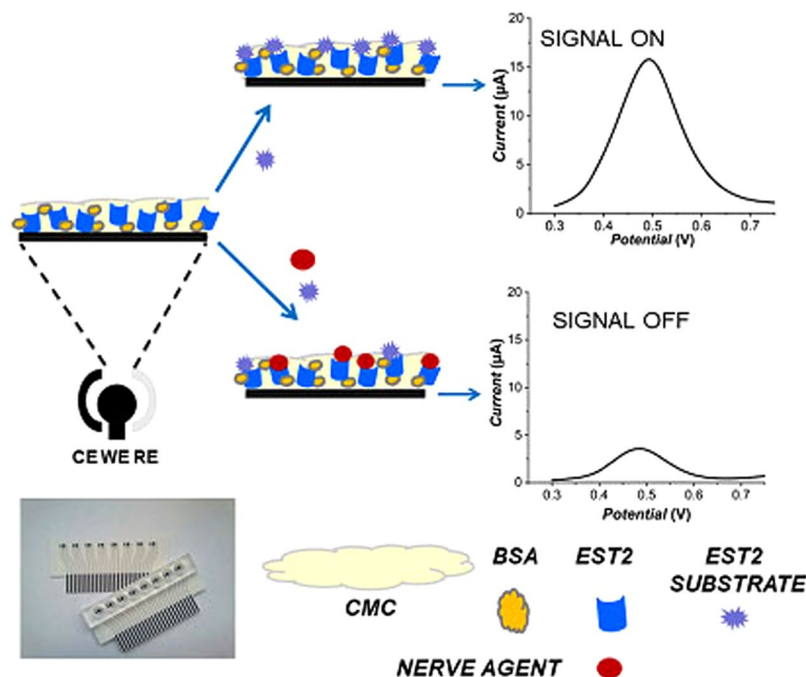 SIGNAL ON
20
15
10
5
0
Current (µA)
0.3 0.4 0.5 0.6 0.7
Potential (V)
SIGNAL OFF
20
15
10
5
0
Current (µA)
0.3 0.4 0.5 0.6 0.7
Potential (V)
CE WE RE
CMC
BSA
EST2
EST2
SUBSTRATE
NERVE AGENT